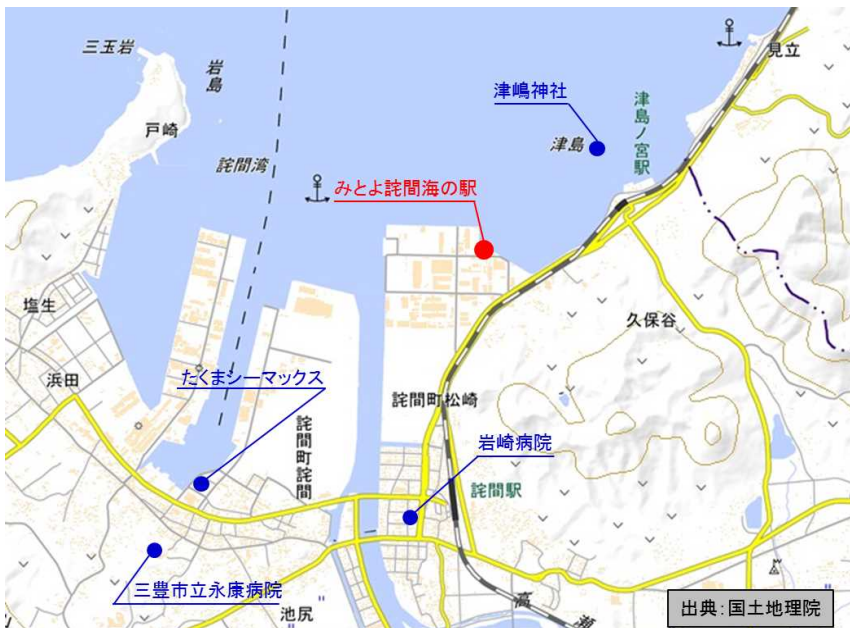 三玉岩
岩島
戸崎
詫間湾
見立
津嶋神社
津島
津島ノ宮駅
みとよ詫間海の駅
塩生
浜田
久保谷
たくまシーマックス
詫間町松崎
詫間町詫間
岩崎病院
詫間駅
三豊市立永康病院
池尻
高瀬
出典：国土地理院